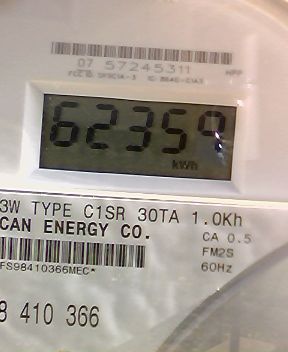 07 57245311
HPP
62359
kWh
3W TYPE C1SR 30TA 1.0Kh
CAN ENERGY CO.
CA 0.5
FM2S
60Hz
FS98410366MEC*
8 410 366